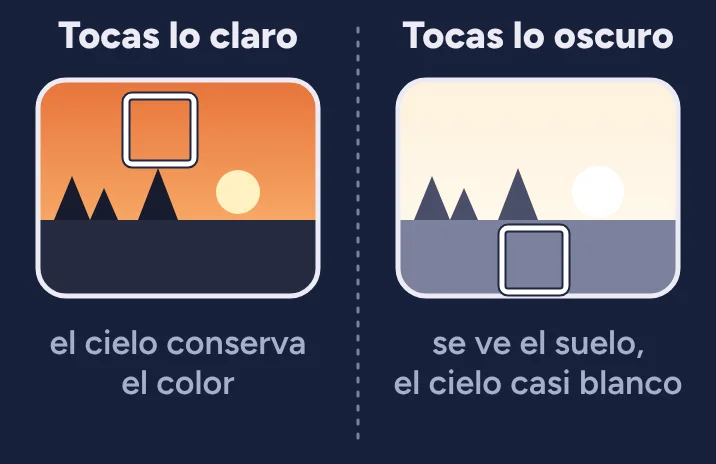 Tocas lo claro
el cielo conserva
el color
Tocas lo oscuro
se ve el suelo,
el cielo casi blanco